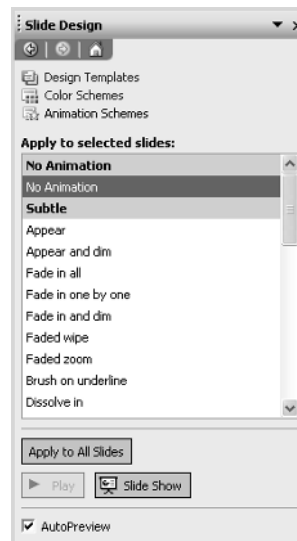 Slide Design
Design Templates
Color Schemes
Animation Schemes
Apply to selected slides:
No Animation
No Animation
Subtle
Appear
Appear and dim
Fade in all
Fade in one by one
Fade in and dim
Faded wipe
Faded zoom
Brush on underline
Dissolve in
Apply to All Slides
Play
Slide Show
AutoPreview